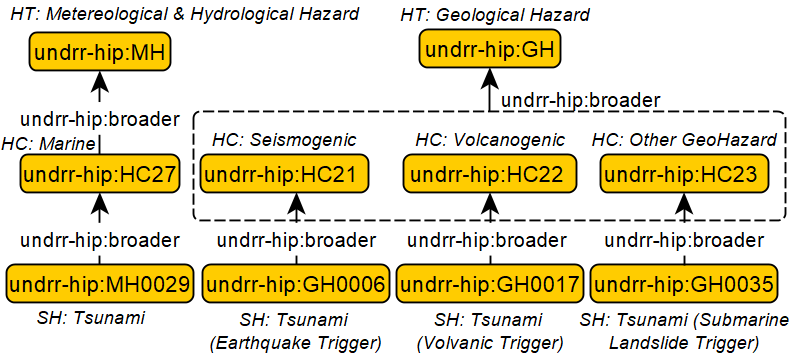 HT: Metereological & Hydrological Hazard
HT: Geological Hazard
undrr-hip:MH
undrr-hip:GH
undrr-hip:broader
undrr-hip:broader
HC: Marine
HC: Seismogenic
HC: Volcanogenic
HC: Other GeoHazard
undrr-hip:HC27
undrr-hip:HC21
undrr-hip:HC22
undrr-hip:HC23
undrr-hip:broader
undrr-hip:broader
undrr-hip:broader
undrr-hip:broader
undrr-hip:MH0029
undrr-hip:GH0006
undrr-hip:GH0017
undrr-hip:GH0035
SH: Tsunami
SH: Tsunami
(Earthquake Trigger)
SH: Tsunami
(Volvanic Trigger)
SH: Tsunami (Submarine
Landslide Trigger)